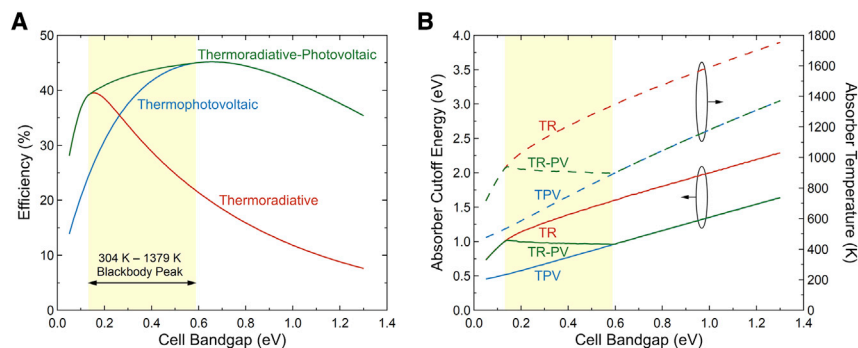 A
50
45
40
35
30
25
20
15
10
5
0
Efficiency (%)
Thermoradiative-Photovoltaic
Thermophotovoltaic
Thermoradiative
304 K – 1379 K
Blackbody Peak
0.0 0.2 0.4 0.6 0.8 1.0 1.2 1.4
Cell Bandgap (eV)
B
4.0
3.5
3.0
2.5
2.0
1.5
1.0
0.5
0.0
Absorber Cutoff Energy (eV)
TR
TR-PV
TPV
TR
TR-PV
TPV
1800
1600
1400
1200
1000
800
600
400
200
0
Absorber Temperature (K)
0.0 0.2 0.4 0.6 0.8 1.0 1.2 1.4
Cell Bandgap (eV)